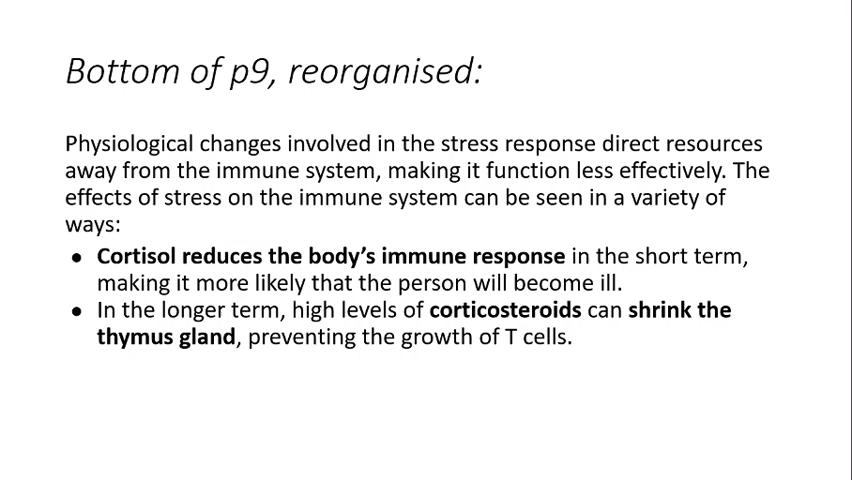 Bottom of p9, reorganised:
Physiological changes involved in the stress response direct resources
away from the immune system, making it function less effectively. The
effects of stress on the immune system can be seen in a variety of
ways:
● Cortisol reduces the body’s immune response in the short term,
making it more likely that the person will become ill.
● In the longer term, high levels of corticosteroids can shrink the
thymus gland, preventing the growth of T cells.